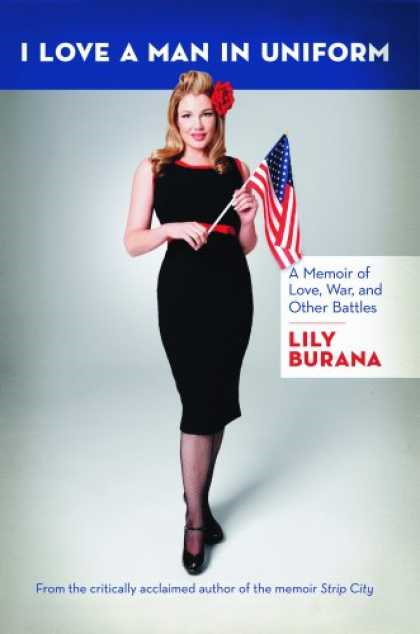 I LOVE A MAN IN UNIFORM
A Memoir of
Love, War, and
Other Battles
LILY
BURANA
From the critically acclaimed author of the memoir Strip City